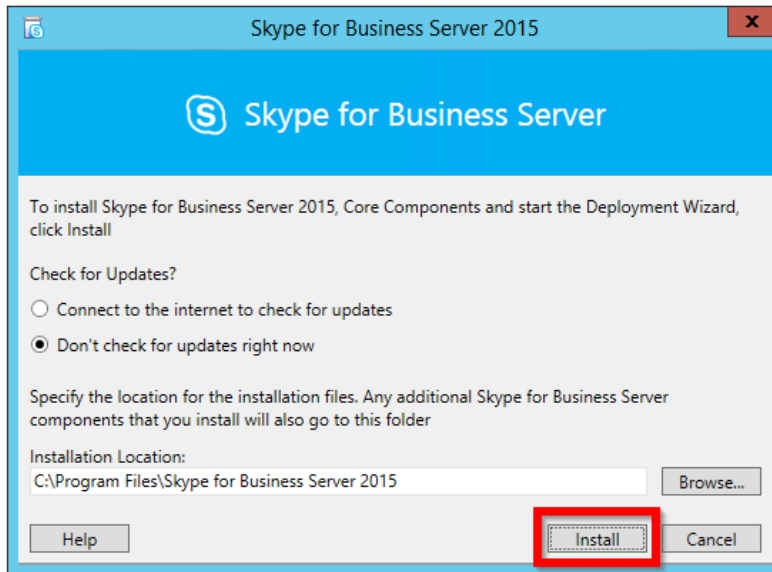 Skype for Business Server 2015
x
Skype for Business Server
To install Skype for Business Server 2015, Core Components and start the Deployment Wizard,
click Install
Check for Updates?
Connect to the internet to check for updates
Don't check for updates right now
Specify the location for the installation files. Any additional Skype for Business Server
components that you install will also go to this folder
Installation Location:
C:\Program Files\Skype for Business Server 2015
Browse...
Help
Install
Cancel